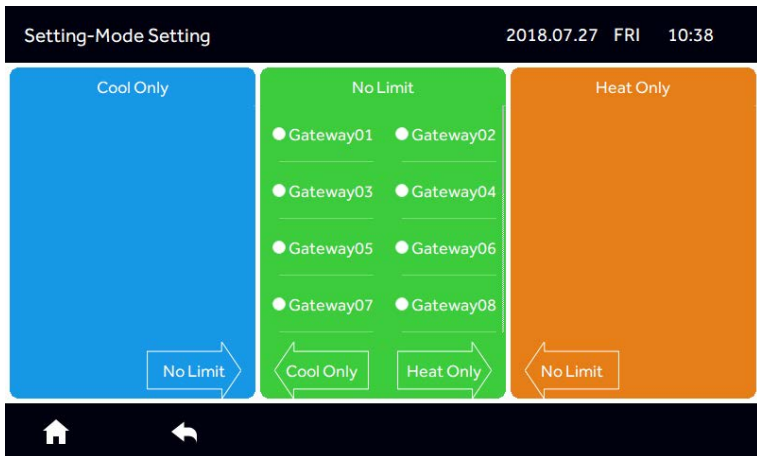 Setting-Mode Setting
2018.07.27 FRI 10:38
Cool Only
No Limit
Heat Only
Gateway01 Gateway02
Gateway03 Gateway04
Gateway05 Gateway06
Gateway07 Gateway08
No Limit
Cool Only
Heat Only
No Limit